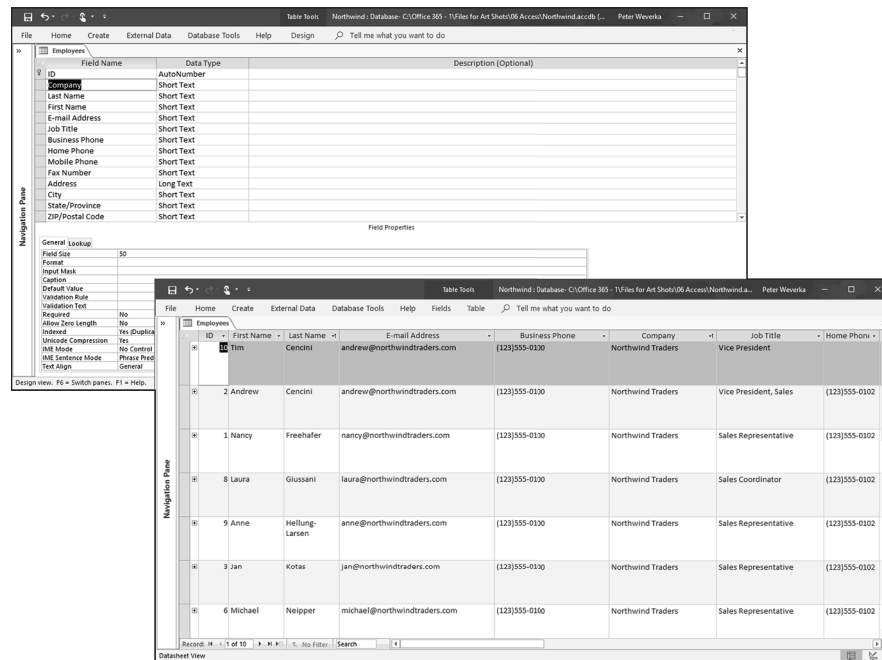 Table Tools Northwind : Database- C:\Office 365 - 1\Files for Art Shots\06 Access\Northwind.accdb (... Peter Weverka
File Home Create External Data Database Tools Help Design Tell me what you want to do
Employees
Field Name Data Type Description (Optional)
ID AutoNumber
Company Short Text
Last Name Short Text
First Name Short Text
E-mail Address Short Text
Job Title Short Text
Business Phone Short Text
Home Phone Short Text
Mobile Phone Short Text
Fax Number Short Text
Address Long Text
City Short Text
State/Province Short Text
ZIP/Postal Code Short Text
Navigation Pane
Field Properties
General Lookup
Field Size 50
Format
Input Mask
Caption
Default Value
Validation Rule
Validation Text
Required No
Allow Zero Length No
Indexed Yes (Duplica
Unicode Compression Yes
IME Mode No Control
IME Sentence Mode Phrase Pred
Text Align General
Design view. F6 = Switch panes. F1 = Help.
Table Tools Northwind : Database- C:\Office 365 - 1\Files for Art Shots\06 Access\Northwind.a... Peter Weverka
File Home Create External Data Database Tools Help Fields Table Tell me what you want to do
Employees
ID First Name Last Name E-mail Address Business Phone Company Job Title Home Phone
10 Tim Cencini andrew@northwindtraders.com (123)555-0100 Northwind Traders Vice President
2 Andrew Cencini andrew@northwindtraders.com (123)555-0100 Northwind Traders Vice President, Sales (123)555-0102
1 Nancy Freehafer nancy@northwindtraders.com (123)555-0100 Northwind Traders Sales Representative (123)555-0102
8 Laura Giussani laura@northwindtraders.com (123)555-0100 Northwind Traders Sales Coordinator (123)555-0102
9 Anne Hellung- anne@northwindtraders.com (123)555-0100 Northwind Traders Sales Representative (123)555-0102
Larsen
3 Jan Kotas jan@northwindtraders.com (123)555-0100 Northwind Traders Sales Representative (123)555-0102
6 Michael Neipper michael@northwindtraders.com (123)555-0100 Northwind Traders Sales Representative (123)555-0102
Navigation Pane
Record: 1 of 10 No Filter Search
Datasheet View